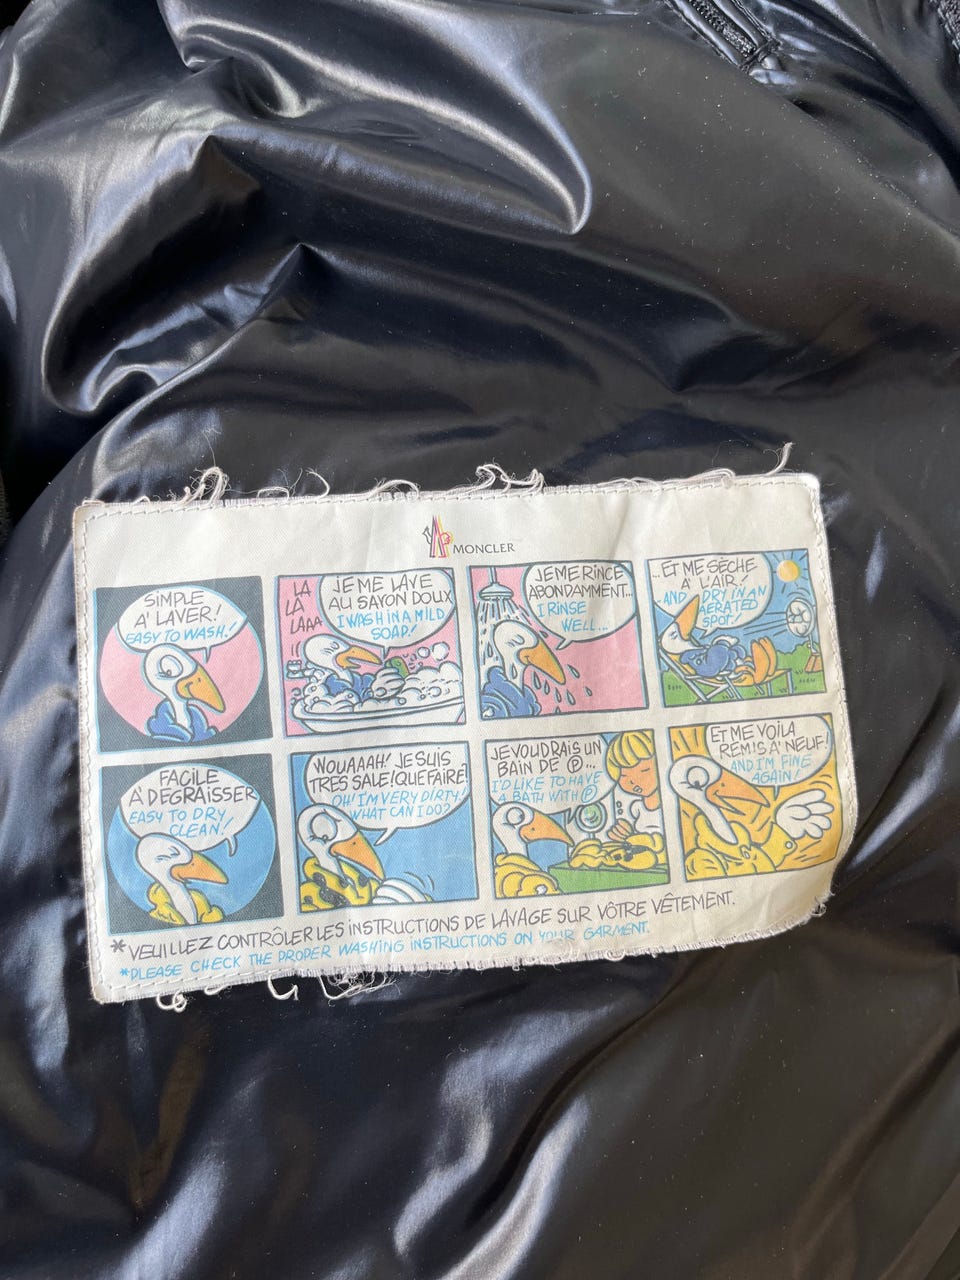 MONCLER
SIMPLE
A' LAVER!
EASY TO WASH!
LA
LA
LAAA
JE ME LAVE
AU SAVON DOUX
I WASH IN A MILD
SOAP!
JE ME RINCE
ABONDAMMENT...
I RINSE
WELL...
...ET ME SÈCHE
A' L'AIR!
...AND DRY IN AN
AERATED
SPOT!
FACILE
A' DEGRAISSER
EASY TO DRY
CLEAN!
WOUAAAH! JE SUIS
TRES SALE! QUE FAIRE?
OH! I'M VERY DIRTY!
WHAT CAN I DO?
JE VOUDRAIS UN
BAIN DE Ⓟ...
I'D LIKE TO HAVE
A BATH WITH Ⓟ
ET ME VOILA
REMIS A' NEUF!
AND I'M FINE
AGAIN!
*VEUILLEZ CONTRÔLER LES INSTRUCTIONS DE LAVAGE SUR VÔTRE VÊTEMENT.
*PLEASE CHECK THE PROPER WASHING INSTRUCTIONS ON YOUR GARMENT.